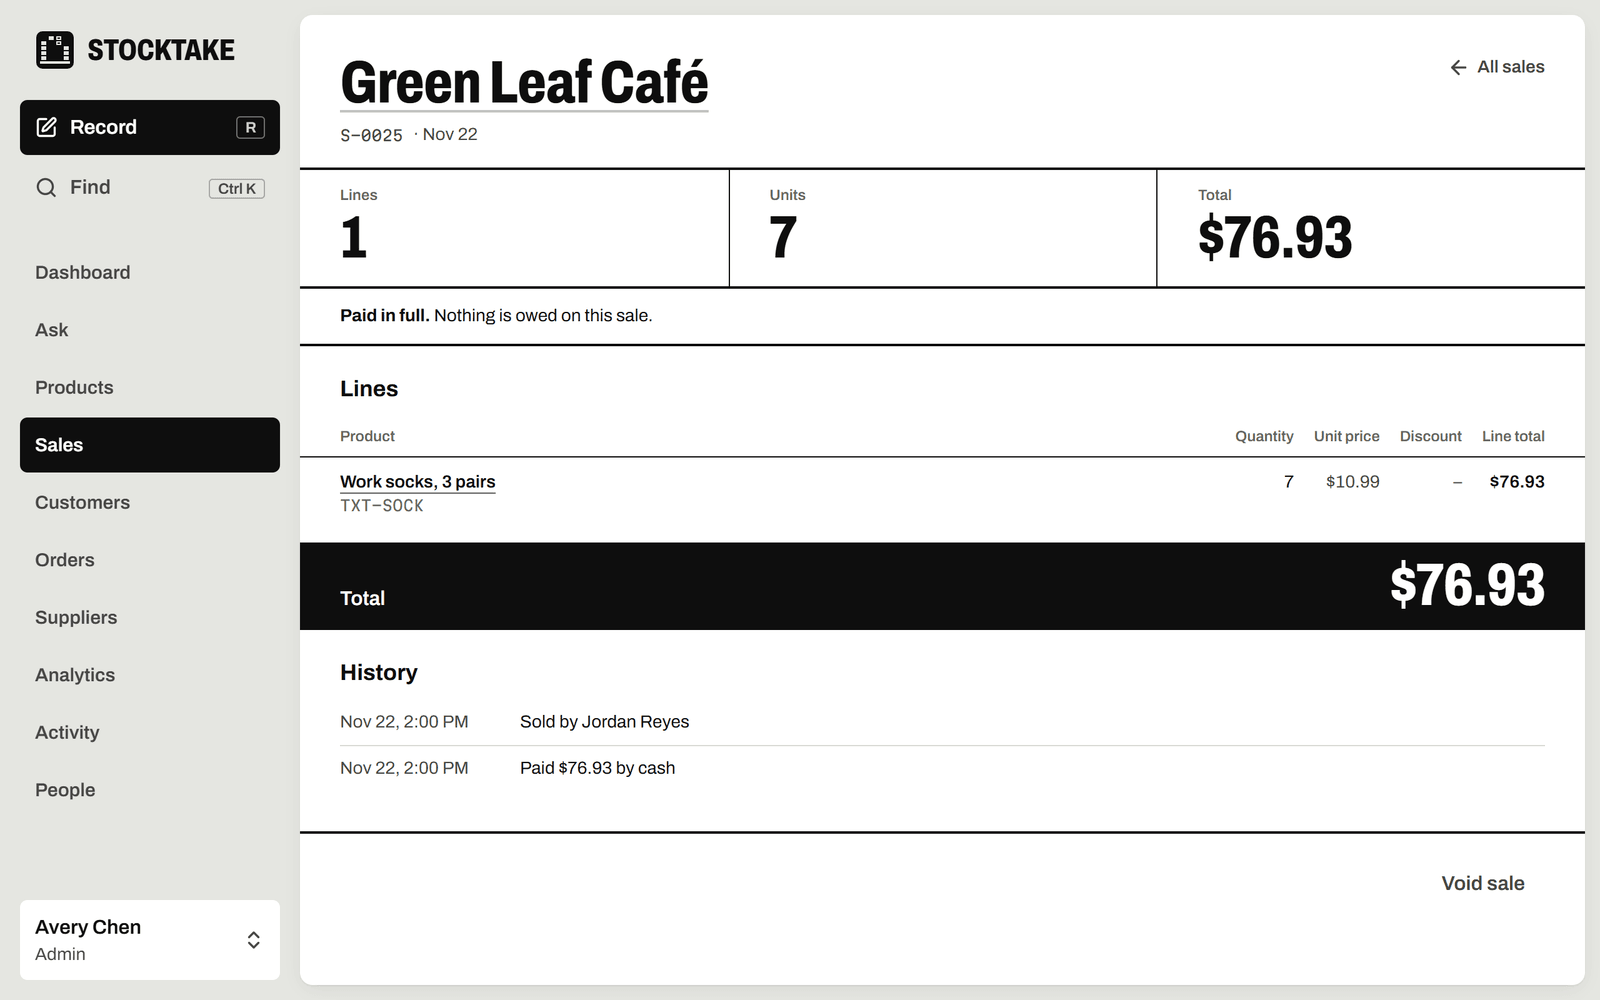 STOCKTAKE
Record R
Find Ctrl K
Dashboard
Ask
Products
Sales
Customers
Orders
Suppliers
Analytics
Activity
People
Avery Chen
Admin
Green Leaf Café
← All sales
S-0025 · Nov 22
Lines
1
Units
7
Total
$76.93
Paid in full. Nothing is owed on this sale.
Lines
Product Quantity Unit price Discount Line total
Work socks, 3 pairs 7 $10.99 – $76.93
TXT-SOCK
Total $76.93
History
Nov 22, 2:00 PM Sold by Jordan Reyes
Nov 22, 2:00 PM Paid $76.93 by cash
Void sale